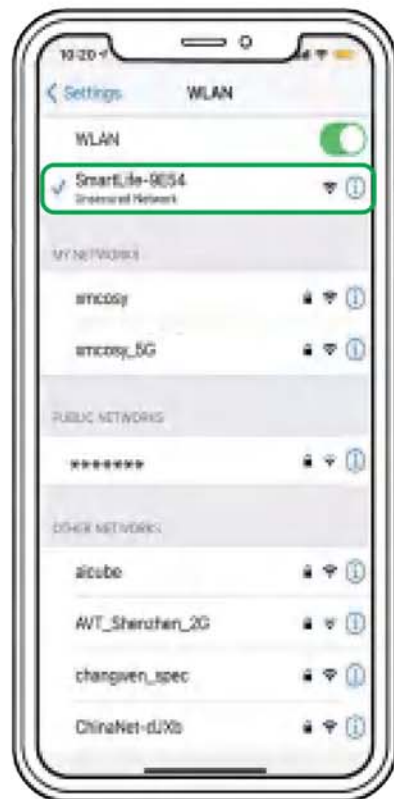 10:20
Settings WLAN
WLAN
SmartLife-9E54
Unsecured Network
MY NETWORKS
smcosy
smcosy_5G
PUBLIC NETWORKS
*******
OTHER NETWORKS
aicube
AVT_Shenzhen_2G
changwen_spec
ChinaNet-dJXb